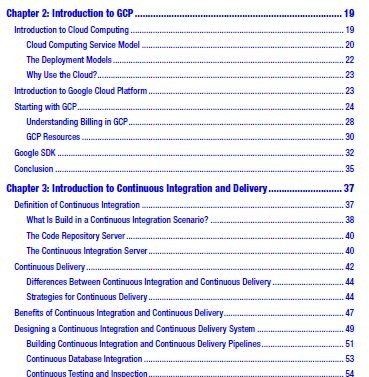 Chapter 2: Introduction to GCP ........ 19
Introduction to Cloud Computing ........ 19
Cloud Computing Service Model ........ 20
The Deployment Models ........ 22
Why Use the Cloud? ........ 23
Introduction to Google Cloud Platform ........ 23
Starting with GCP ........ 24
Understanding Billing in GCP ........ 28
GCP Resources ........ 30
Google SDK ........ 32
Conclusion ........ 35
Chapter 3: Introduction to Continuous Integration and Delivery ........ 37
Definition of Continuous Integration ........ 37
What Is Build in a Continuous Integration Scenario? ........ 38
The Code Repository Server ........ 40
The Continuous Integration Server ........ 40
Continuous Delivery ........ 42
Differences Between Continuous Integration and Continuous Delivery ........ 44
Strategies for Continuous Delivery ........ 44
Benefits of Continuous Integration and Continuous Delivery ........ 47
Designing a Continuous Integration and Continuous Delivery System ........ 49
Building Continuous Integration and Continuous Delivery Pipelines ........ 51
Continuous Database Integration ........ 53
Continuous Testing and Inspection ........ 54